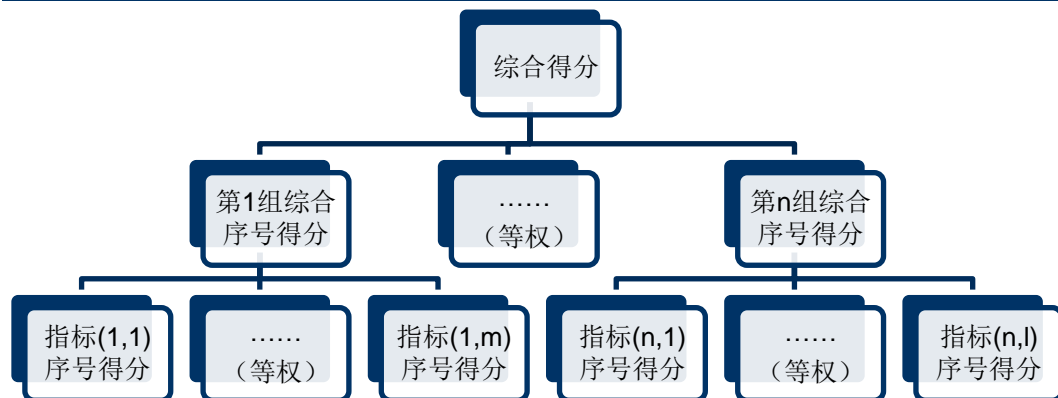 综合得分
第1组综合
序号得分
……
（等权）
第n组综合
序号得分
指标(1,1)
序号得分
……
（等权）
指标(1,m)
序号得分
指标(n,1)
序号得分
……
（等权）
指标(n,l)
序号得分